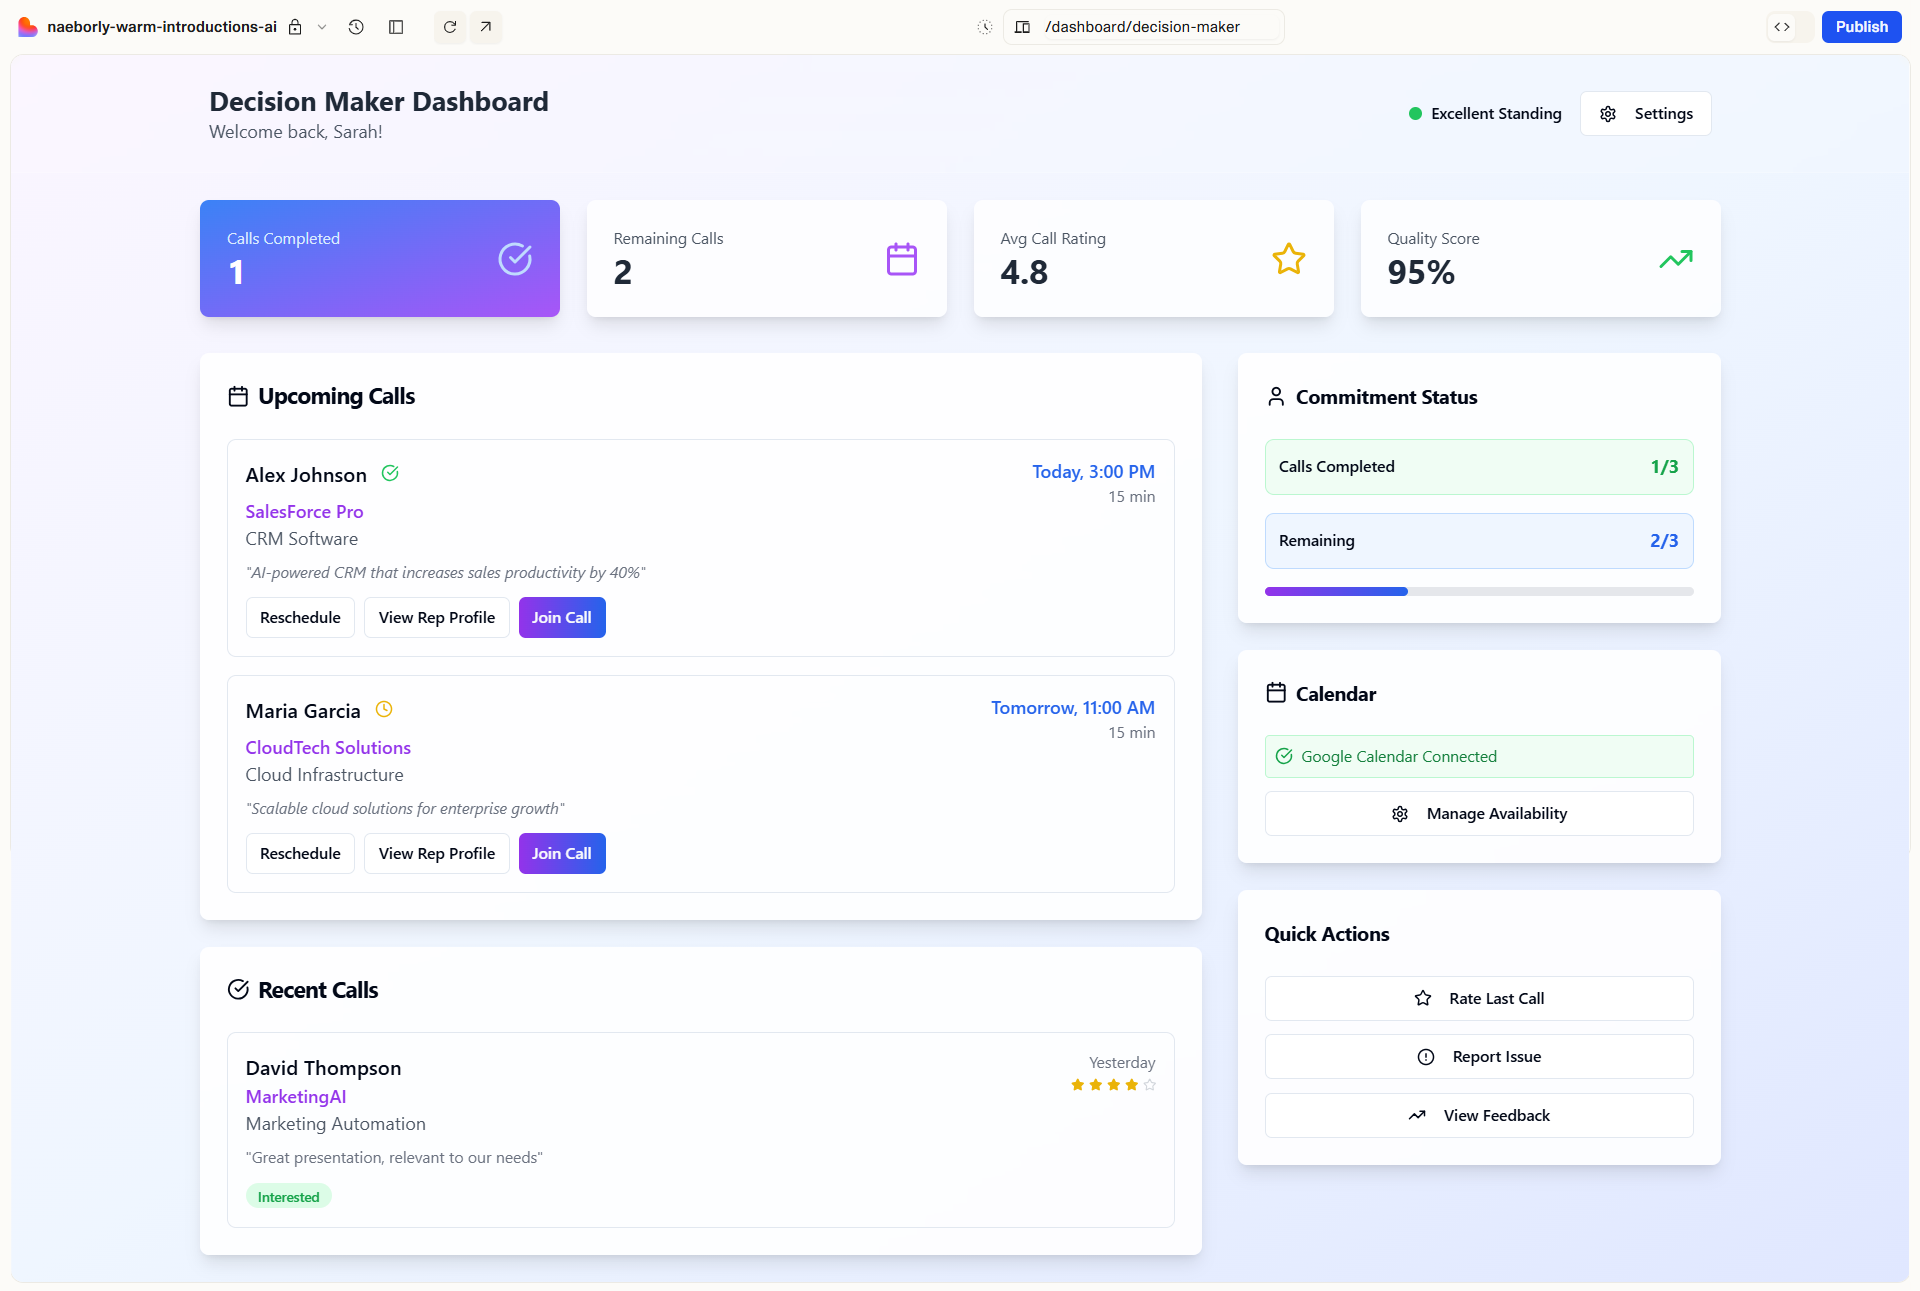 naeborly-warm-introductions-ai
/dashboard/decision-maker
Publish
Decision Maker Dashboard
Welcome back, Sarah!
Excellent Standing
Settings
Calls Completed
1
Remaining Calls
2
Avg Call Rating
4.8
Quality Score
95%
Upcoming Calls
Alex Johnson
Today, 3:00 PM
15 min
SalesForce Pro
CRM Software
"AI-powered CRM that increases sales productivity by 40%"
Reschedule
View Rep Profile
Join Call
Maria Garcia
Tomorrow, 11:00 AM
15 min
CloudTech Solutions
Cloud Infrastructure
"Scalable cloud solutions for enterprise growth"
Reschedule
View Rep Profile
Join Call
Recent Calls
David Thompson
Yesterday
MarketingAI
Marketing Automation
"Great presentation, relevant to our needs"
Interested
Commitment Status
Calls Completed
1/3
Remaining
2/3
Calendar
Google Calendar Connected
Manage Availability
Quick Actions
Rate Last Call
Report Issue
View Feedback